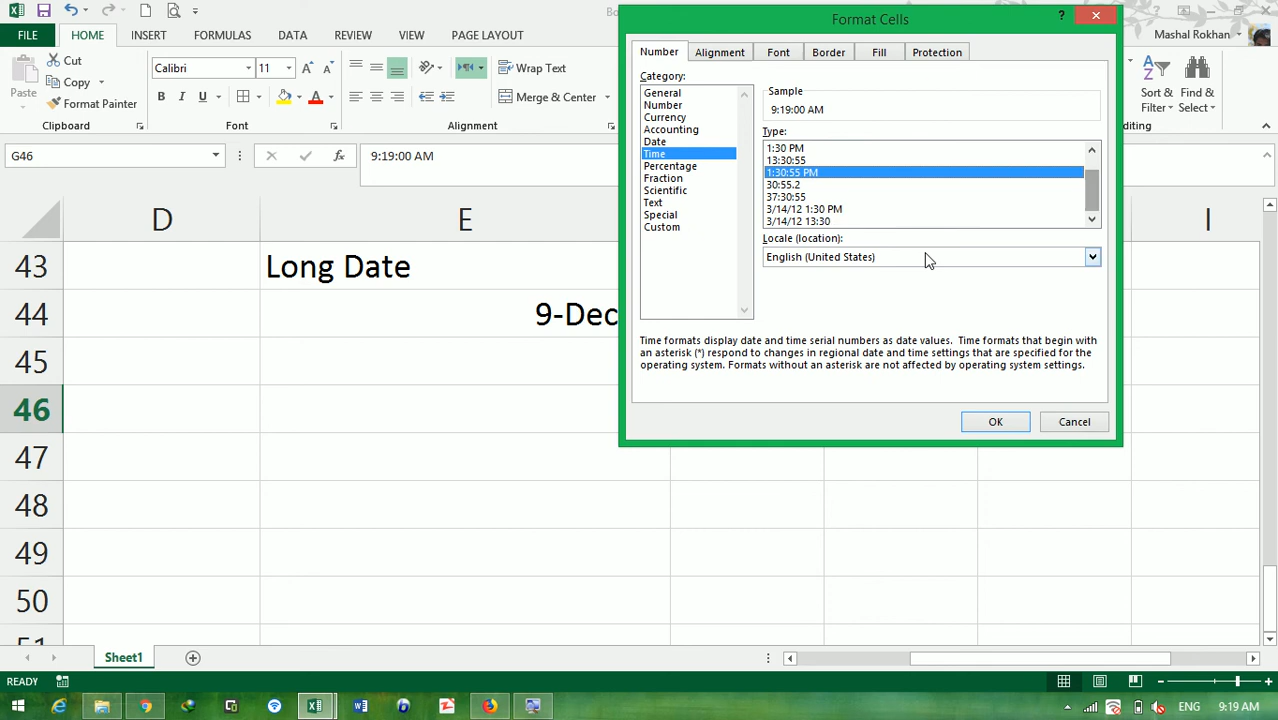 Format Cells
?
FILE HOME INSERT FORMULAS DATA REVIEW VIEW PAGE LAYOUT
Mashal Rokhan
Paste
Cut
Copy
Format Painter
Clipboard
Calibri 11
B I U A
Font
Wrap Text
Merge & Center
Alignment
Sort &
Filter
Find &
Select
G46
fx
9:19:00 AM
Number Alignment Font Border Fill Protection
Category:
General
Number
Currency
Accounting
Date
Time
Percentage
Fraction
Scientific
Text
Special
Custom
Sample
9:19:00 AM
Type:
1:30 PM
13:30:55
1:30:55 PM
30:55.2
37:30:55
3/14/12 1:30 PM
3/14/12 13:30
Locale (location):
English (United States)
Time formats display date and time serial numbers as date values. Time formats that begin with
an asterisk (*) respond to changes in regional date and time settings that are specified for the
operating system. Formats without an asterisk are not affected by operating system settings.
OK Cancel
D E I
43 Long Date
44 9-Dec
45
46
47
48
49
50
51
Sheet1
READY
ENG 9:19 AM